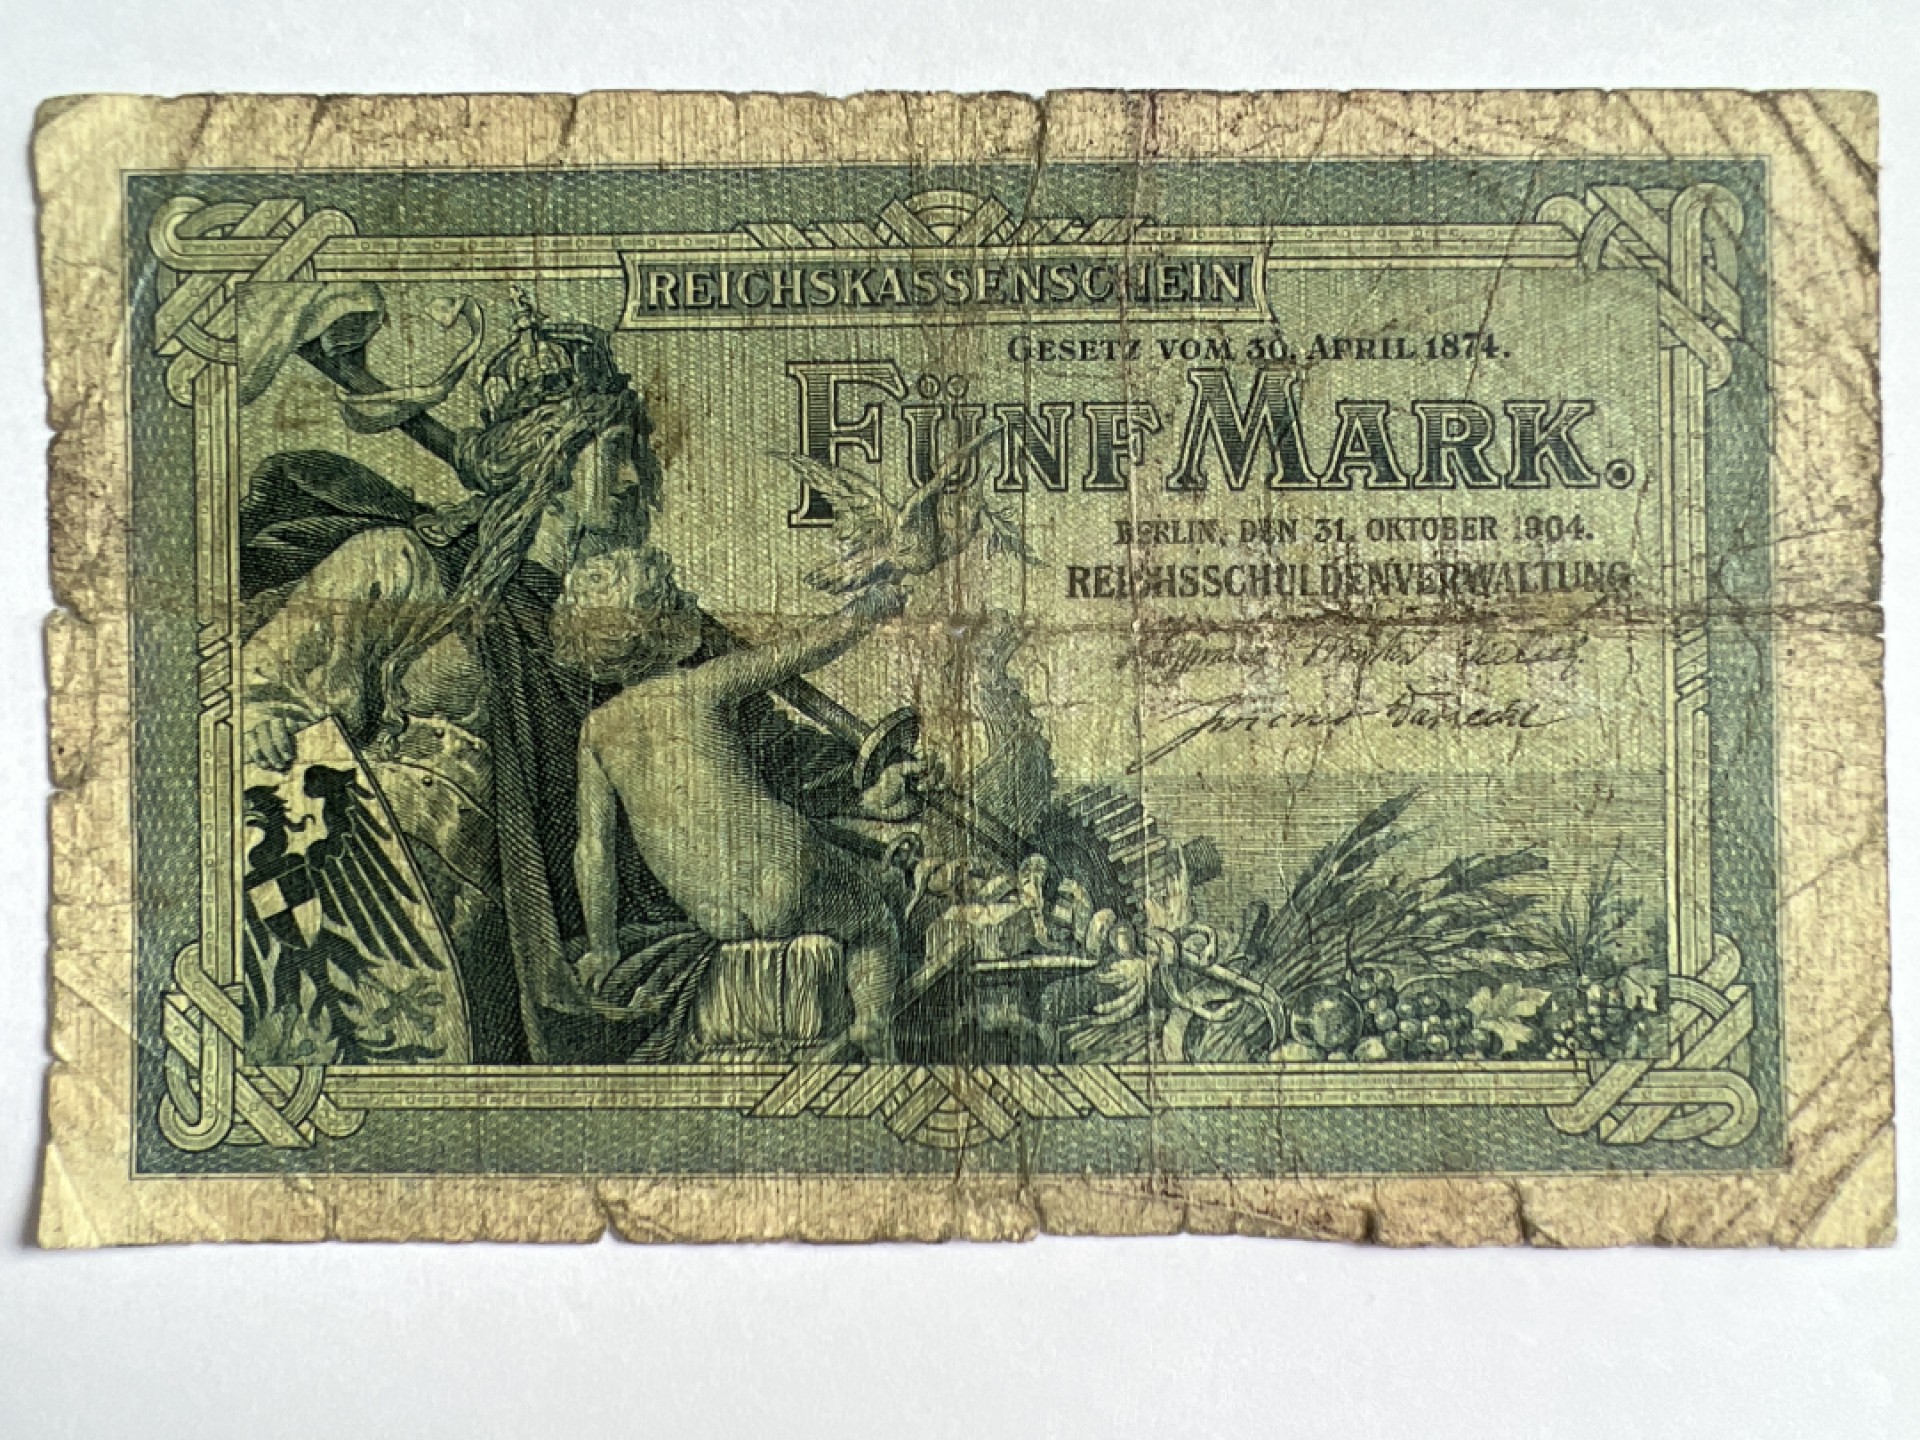 REICHSKASSENSCHEIN
GESETZ VOM 30. APRIL 1874.
FÜNF MARK.
BERLIN, DEN 31. OKTOBER 1904.
REICHSSCHULDENVERWALTUNG